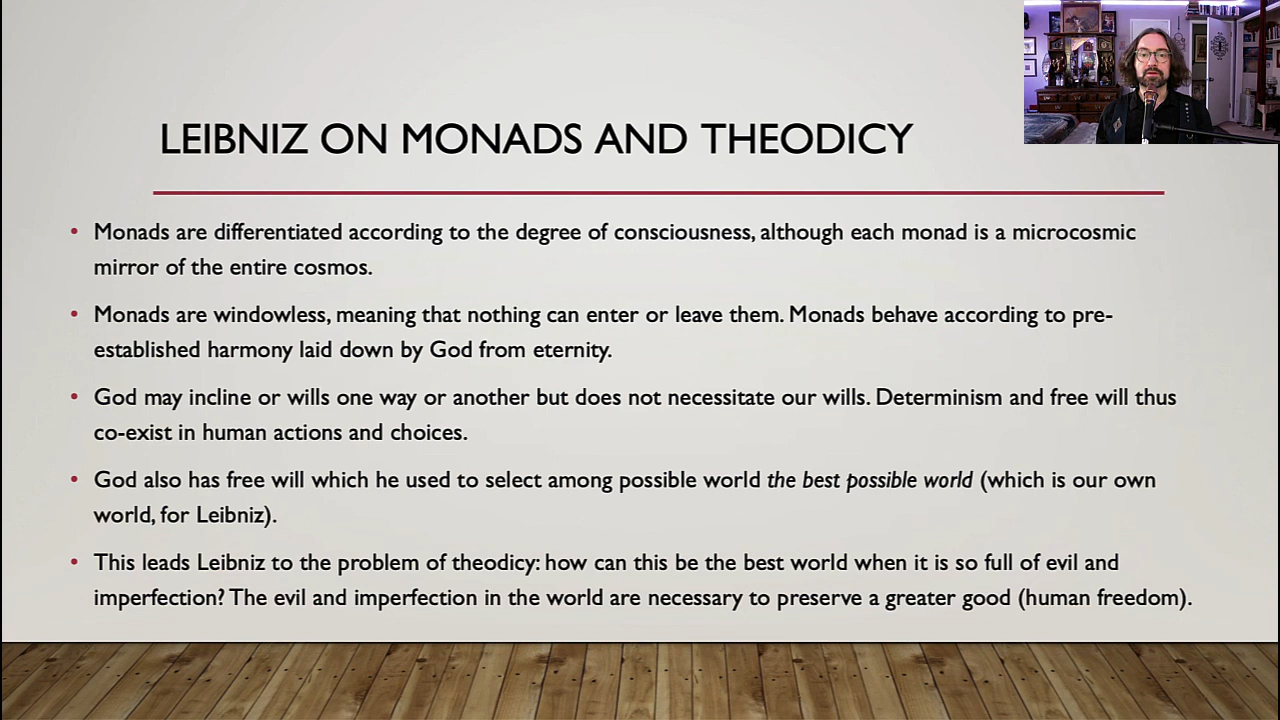 LEIBNIZ ON MONADS AND THEODICY
• Monads are differentiated according to the degree of consciousness, although each monad is a microcosmic
mirror of the entire cosmos.
• Monads are windowless, meaning that nothing can enter or leave them. Monads behave according to pre-
established harmony laid down by God from eternity.
• God may incline or wills one way or another but does not necessitate our wills. Determinism and free will thus
co-exist in human actions and choices.
• God also has free will which he used to select among possible world the best possible world (which is our own
world, for Leibniz).
• This leads Leibniz to the problem of theodicy: how can this be the best world when it is so full of evil and
imperfection? The evil and imperfection in the world are necessary to preserve a greater good (human freedom).